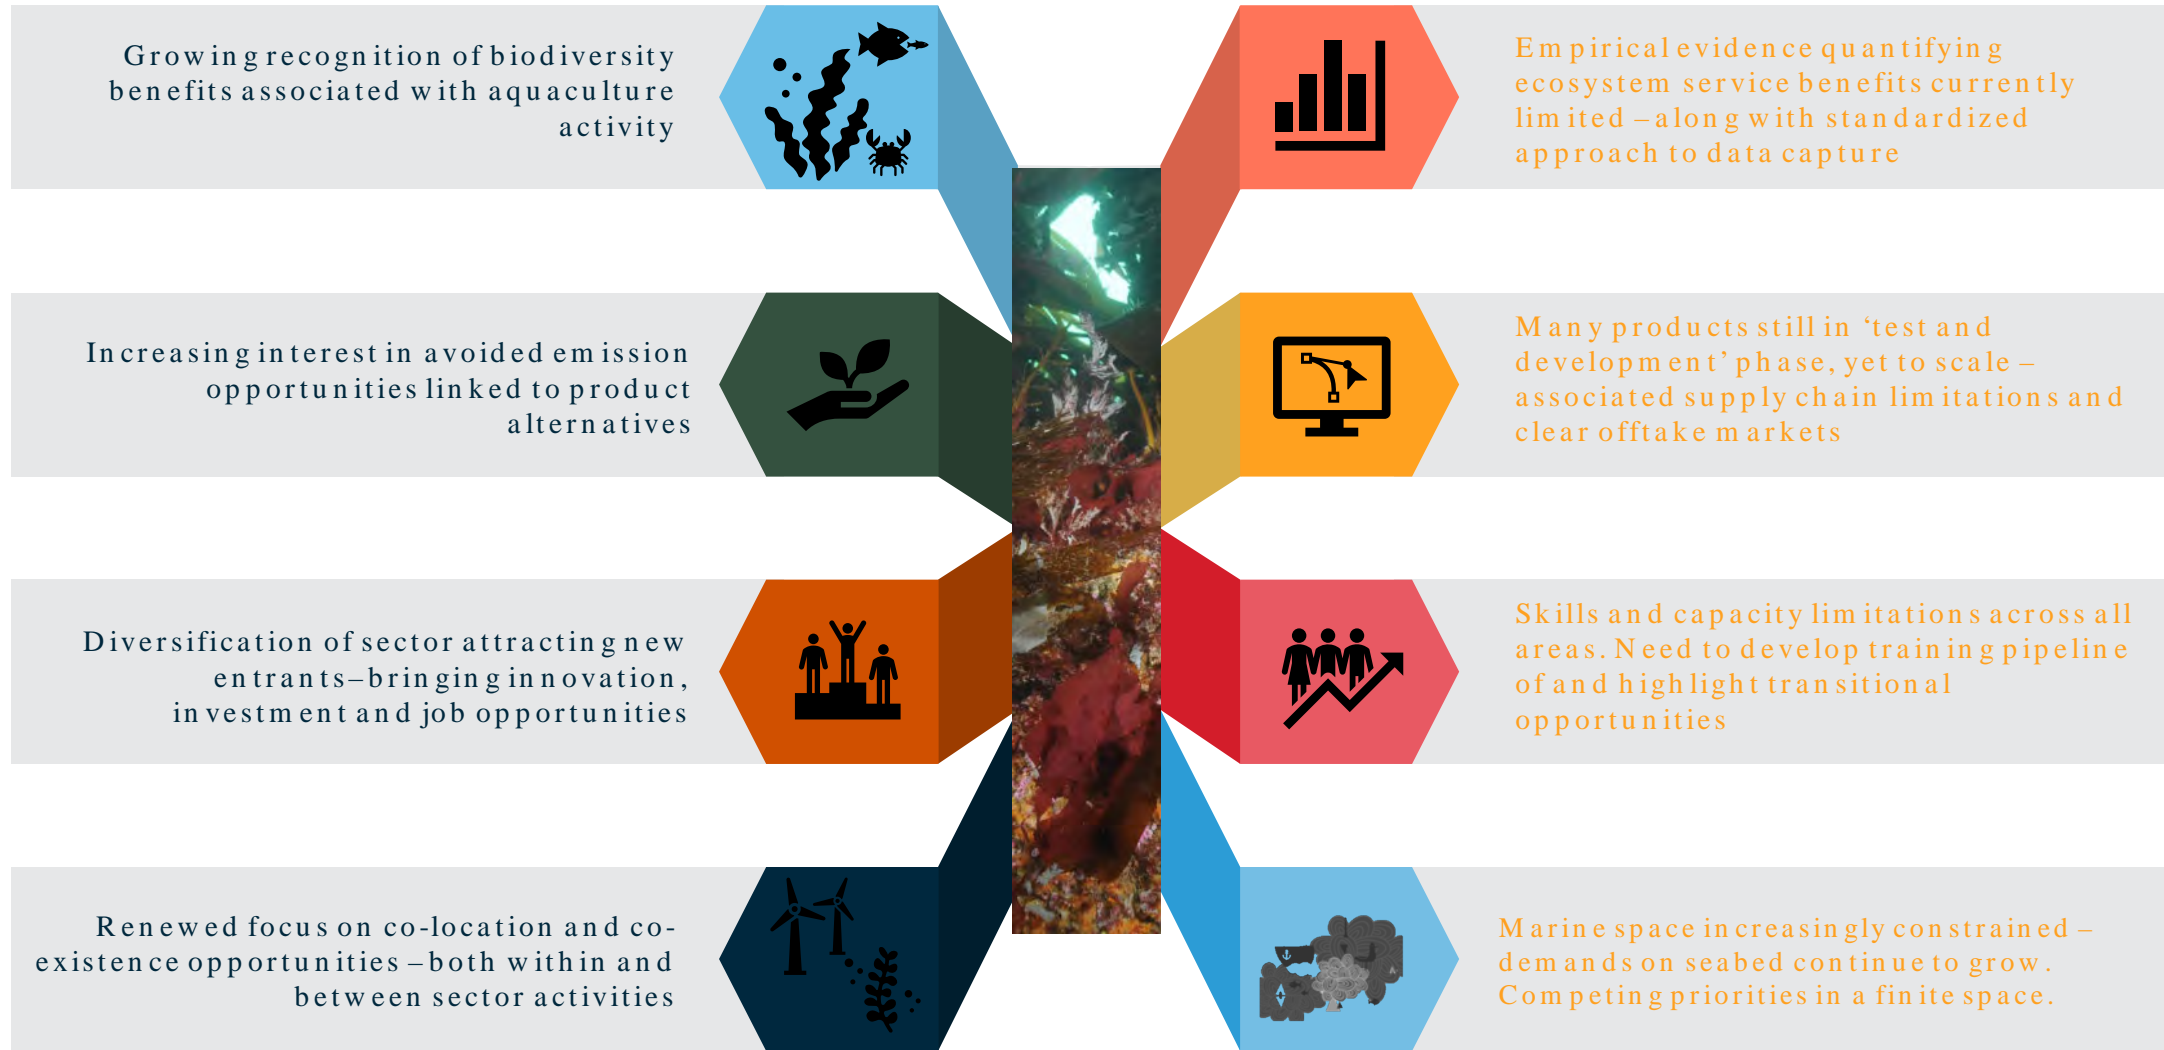 Growing recognition of biodiversity
benefits associated with aquaculture
activity
Increasing interest in avoided emission
opportunities linked to product
alternatives
Diversification of sector attracting new
entrants–bringing innovation,
investment and job opportunities
Renewed focus on co-location and co-
existence opportunities –both within and
between sector activities
Empirical evidence quantifying
ecosystem service benefits currently
limited –along with standardized
approach to data capture
Many products still in ‘test and
development’ phase, yet to scale –
associated supply chain limitations and
clear offtake markets
Skills and capacity limitations across all
areas. Need to develop training pipeline
of and highlight transitional
opportunities
Marine space increasingly constrained –
demands on seabed continue to grow.
Competing priorities in a finite space.